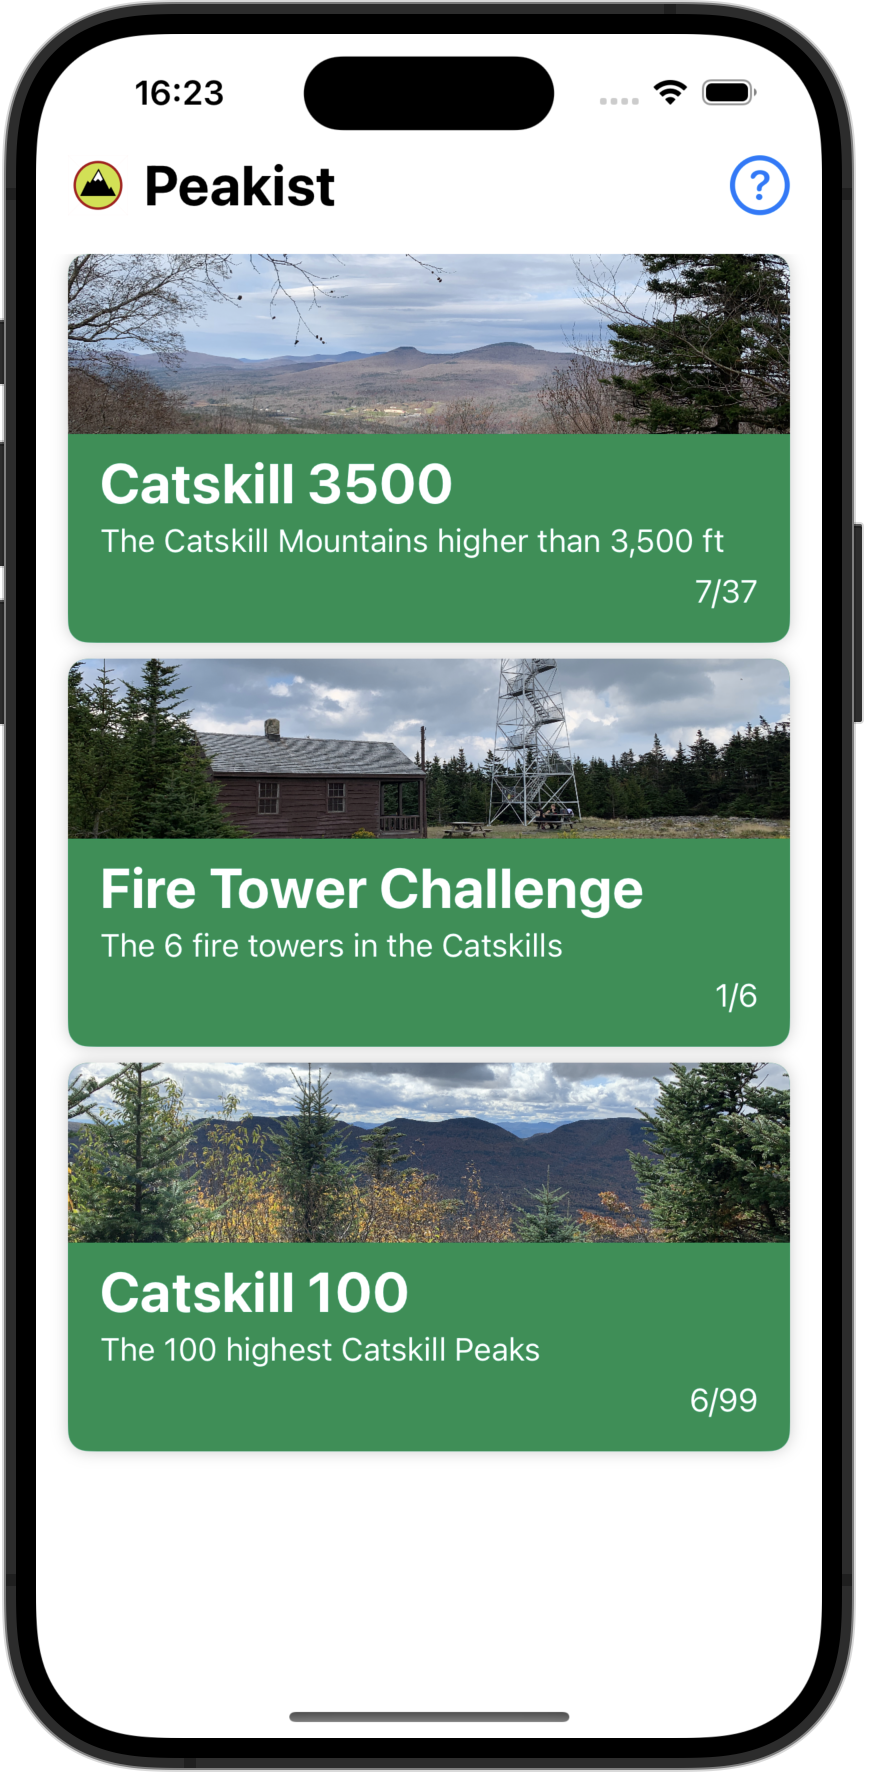 16:23
Peakist
?
Catskill 3500
The Catskill Mountains higher than 3,500 ft
7/37
Fire Tower Challenge
The 6 fire towers in the Catskills
1/6
Catskill 100
The 100 highest Catskill Peaks
6/99